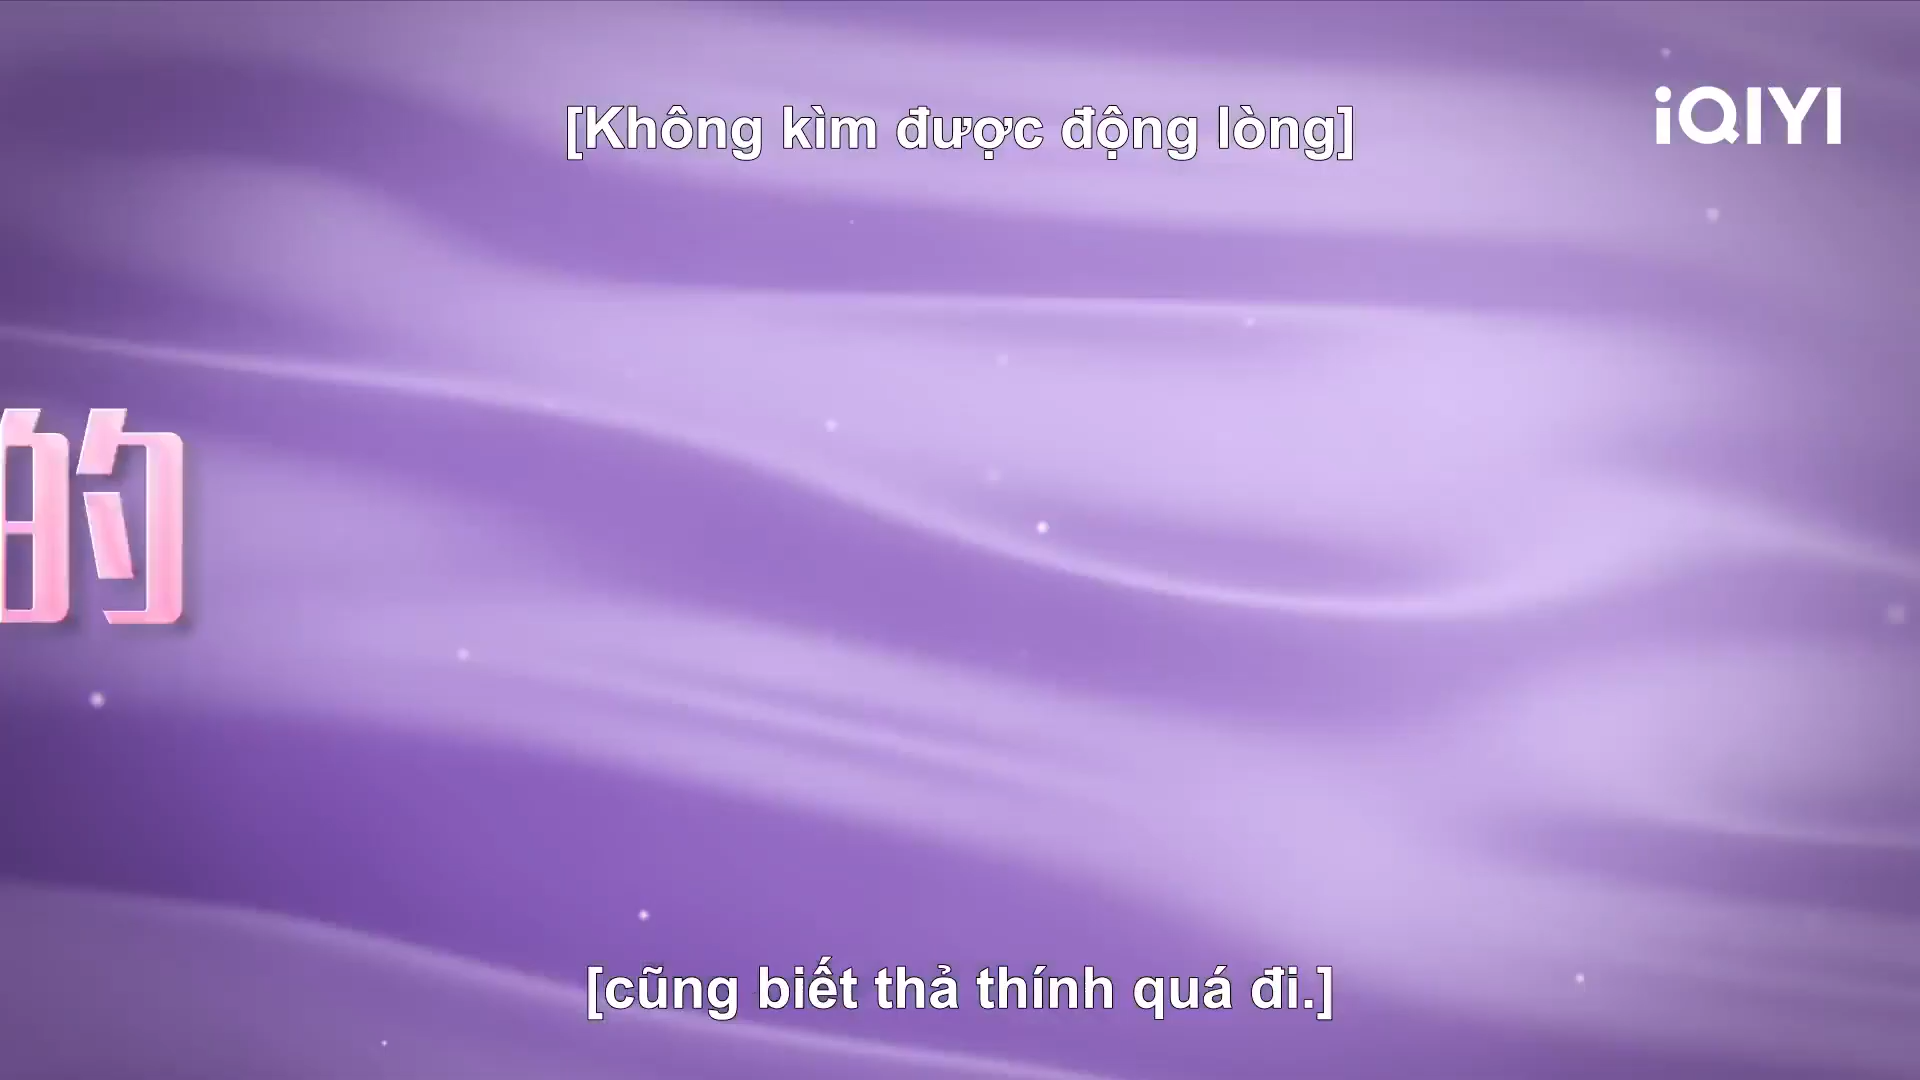 [Không kìm được động lòng]
iQIYI
的
[cũng biết thả thính quá đi.]